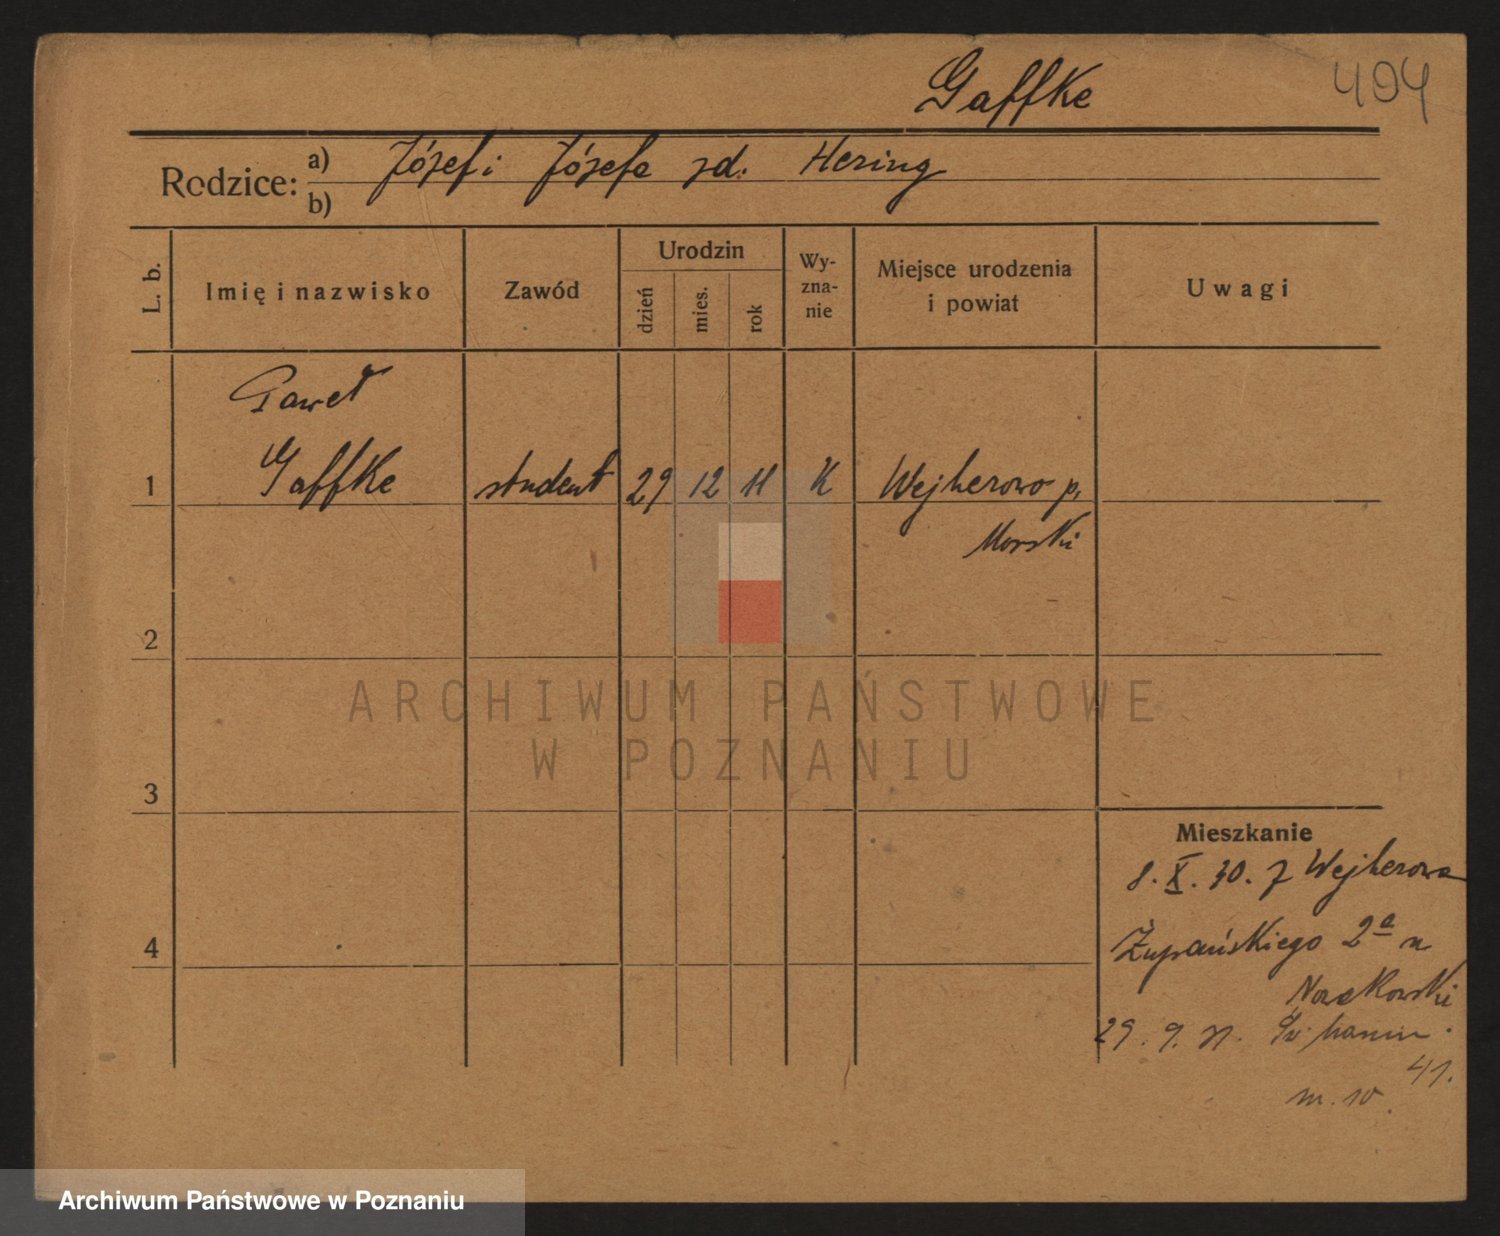 Gaffke 494
Rodzice: a) Józef i Józefa zd. Hering
b)
L. b. Imię i nazwisko Zawód Urodzin dzień mies. rok Wy-zna-nie Miejsce urodzenia i powiat Uwagi
Paweł
1 Gaffke student 29 12 11 K Wejherowo p.
Morski
2
ARCHIWUM PAŃSTWOWE
W POZNANIU
3
Mieszkanie
8. X. 30. z Wejherowa
4 Żupańskiego 2a u
Nowakowski
29. 9. 31. Św.
41.
m. 10.
Archiwum Państwowe w Poznaniu